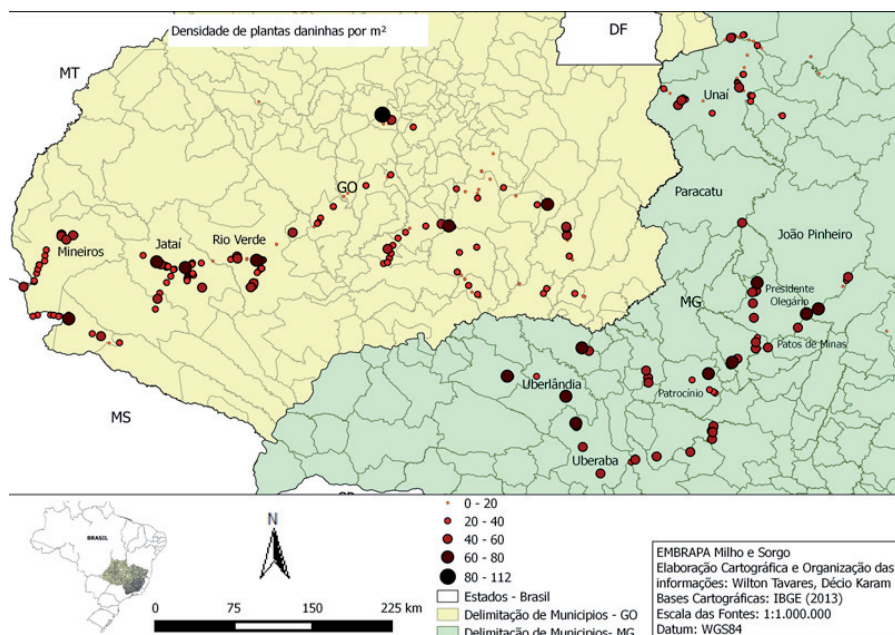 Densidade de plantas daninhas por m²
DF
MT
Unaí
GO
Paracatu
João Pinheiro
Rio Verde
Jataí
Mineiros
MG
Presidente
Olegário
Patos de Minas
Uberlândia
Patrocínio
MS
Uberaba
BRASIL
N
0 75 150 225 km
0 - 20
20 - 40
40 - 60
60 - 80
80 - 112
Estados - Brasil
Delimitação de Municipios - GO
Delimitação de Municipios- MG
EMBRAPA Milho e Sorgo
Elaboração Cartográfica e Organização das
informações: Wilton Tavares, Décio Karam
Bases Cartográficas: IBGE (2013)
Escala das Fontes: 1:1.000.000
Datum: WGS84